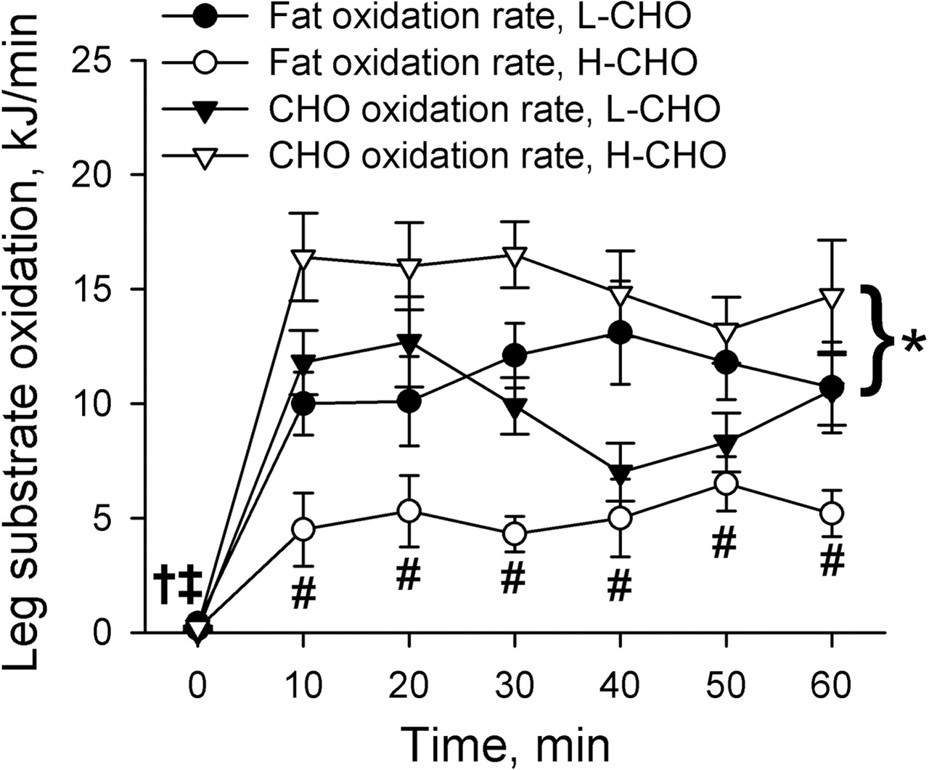 Fat oxidation rate, L-CHO
Fat oxidation rate, H-CHO
CHO oxidation rate, L-CHO
CHO oxidation rate, H-CHO
Leg substrate oxidation, kJ/min
25
20
15
10
5
0
†‡
# # # # # #
} *
0 10 20 30 40 50 60
Time, min